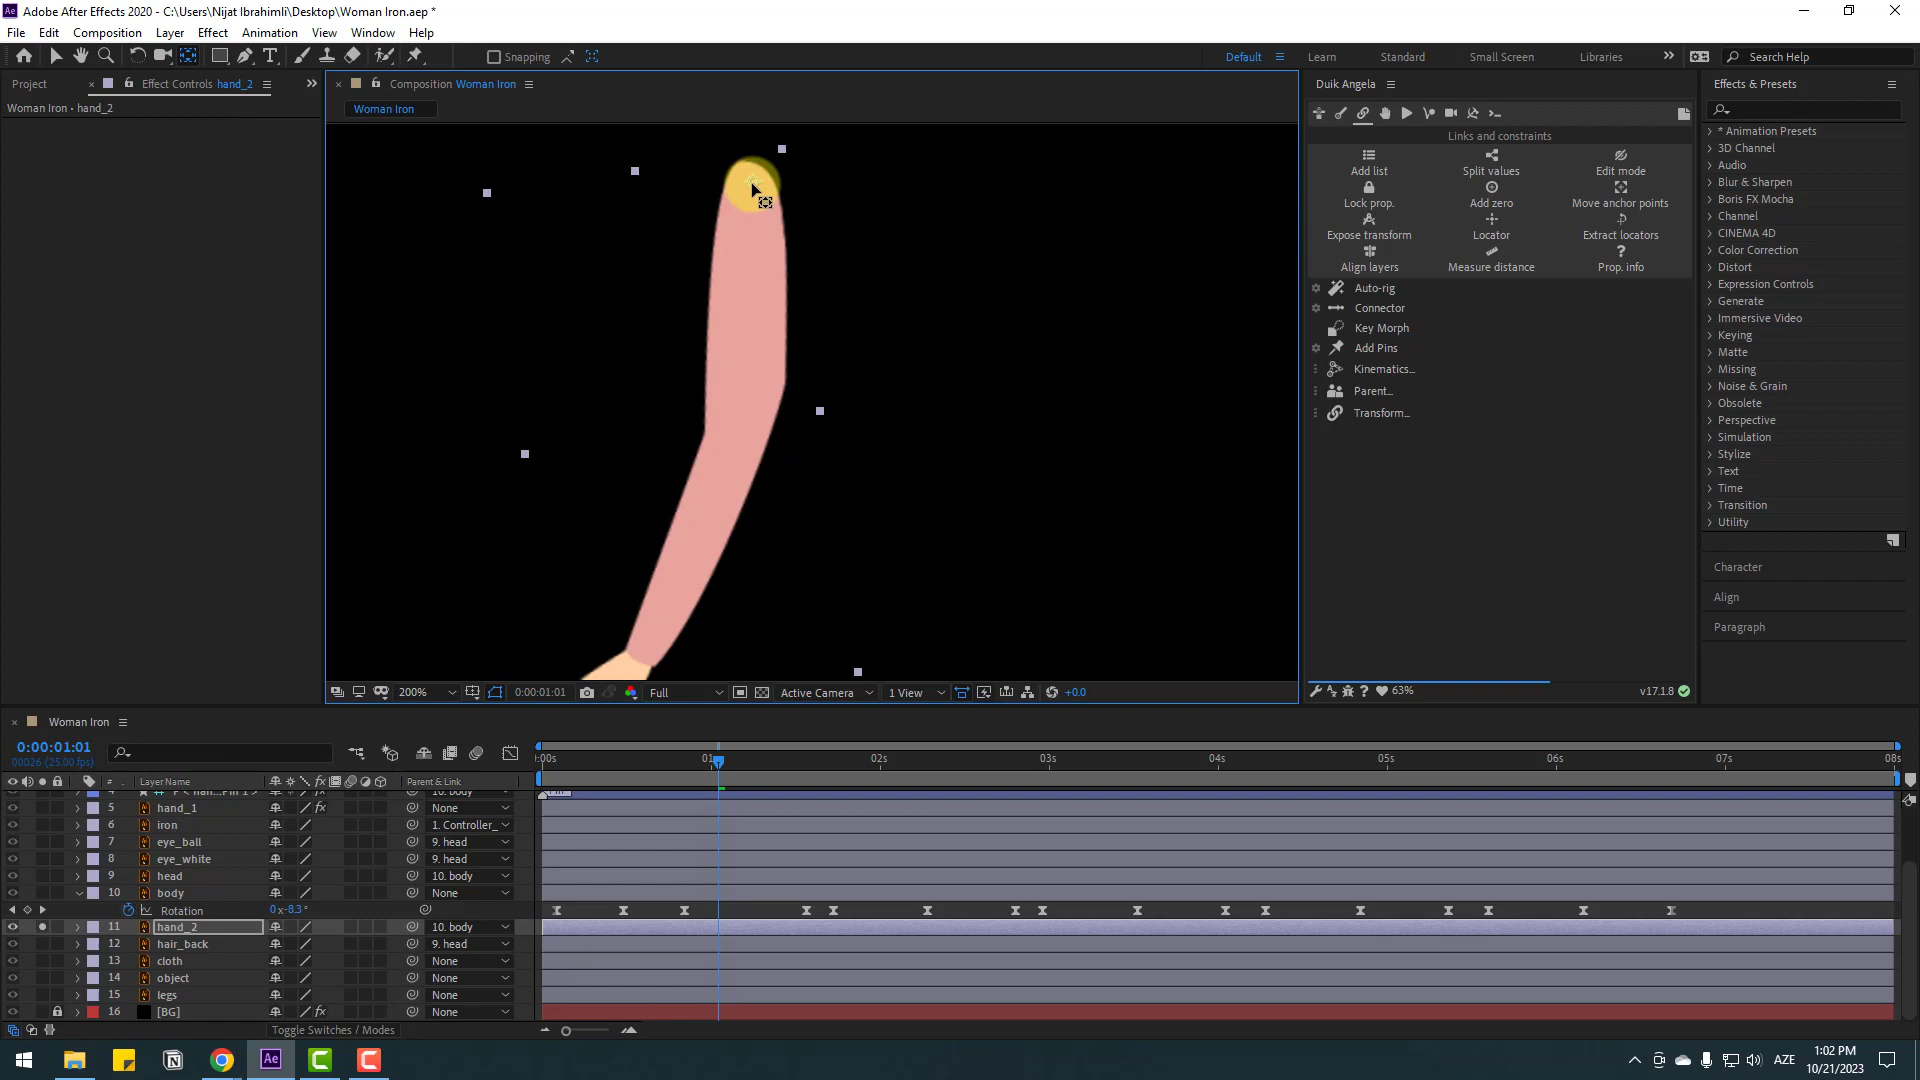 Adobe After Effects 2020 - C:\Users\Nijat Ibrahimli\Desktop\Woman Iron.aep *
File Edit Composition Layer Effect Animation View Window Help
Snapping
Default Learn Standard Small Screen Libraries Search Help
Project Effect Controls hand_2
Woman Iron • hand_2
Composition Woman Iron
Woman Iron
200% 0:00:01:01 Full Active Camera 1 View +0.0
Duik Angela
Links and constraints
Add list Split values Edit mode
Lock prop. Add zero Move anchor points
Expose transform Locator Extract locators
Align layers Measure distance Prop. info
Auto-rig
Connector
Key Morph
Add Pins
Kinematics...
Parent...
Transform...
63% v17.1.8
Effects & Presets
* Animation Presets
3D Channel
Audio
Blur & Sharpen
Boris FX Mocha
Channel
CINEMA 4D
Color Correction
Distort
Expression Controls
Generate
Immersive Video
Keying
Matte
Missing
Noise & Grain
Obsolete
Perspective
Simulation
Stylize
Text
Time
Transition
Utility
Character
Align
Paragraph
Woman Iron
0:00:01:01
00026 (25.00 fps)
:00s 01 02s 03s 04s 05s 06s 07s 08s
# Layer Name Parent & Link
5 hand_1 None
6 iron 1. Controller_
7 eye_ball 9. head
8 eye_white 9. head
9 head 10. body
10 body None
Rotation 0x-8.3°
11 hand_2 10. body
12 hair_back 9. head
13 cloth None
14 object None
15 legs None
16 [BG] None
Toggle Switches / Modes
Ae AZE 1:02 PM
10/21/2023